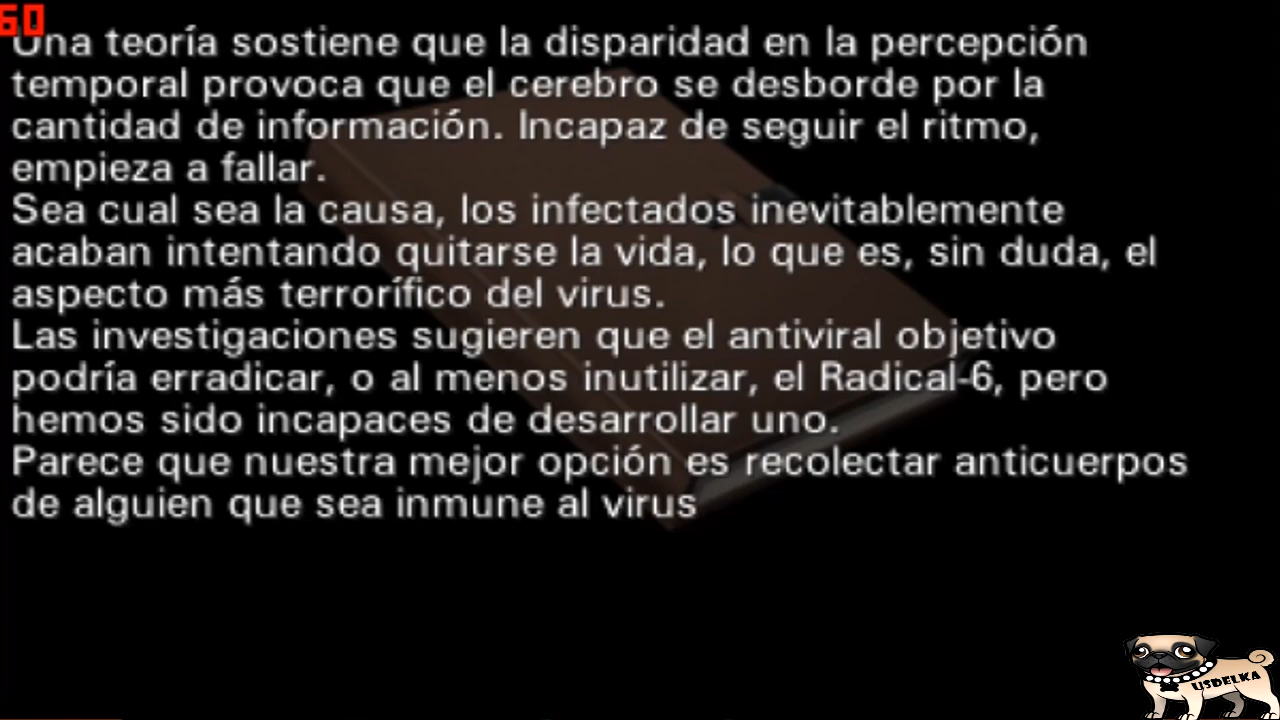 60
Una teoría sostiene que la disparidad en la percepción
temporal provoca que el cerebro se desborde por la
cantidad de información. Incapaz de seguir el ritmo,
empieza a fallar.
Sea cual sea la causa, los infectados inevitablemente
acaban intentando quitarse la vida, lo que es, sin duda, el
aspecto más terrorífico del virus.
Las investigaciones sugieren que el antiviral objetivo
podría erradicar, o al menos inutilizar, el Radical-6, pero
hemos sido incapaces de desarrollar uno.
Parece que nuestra mejor opción es recolectar anticuerpos
de alguien que sea inmune al virus
USDELKA